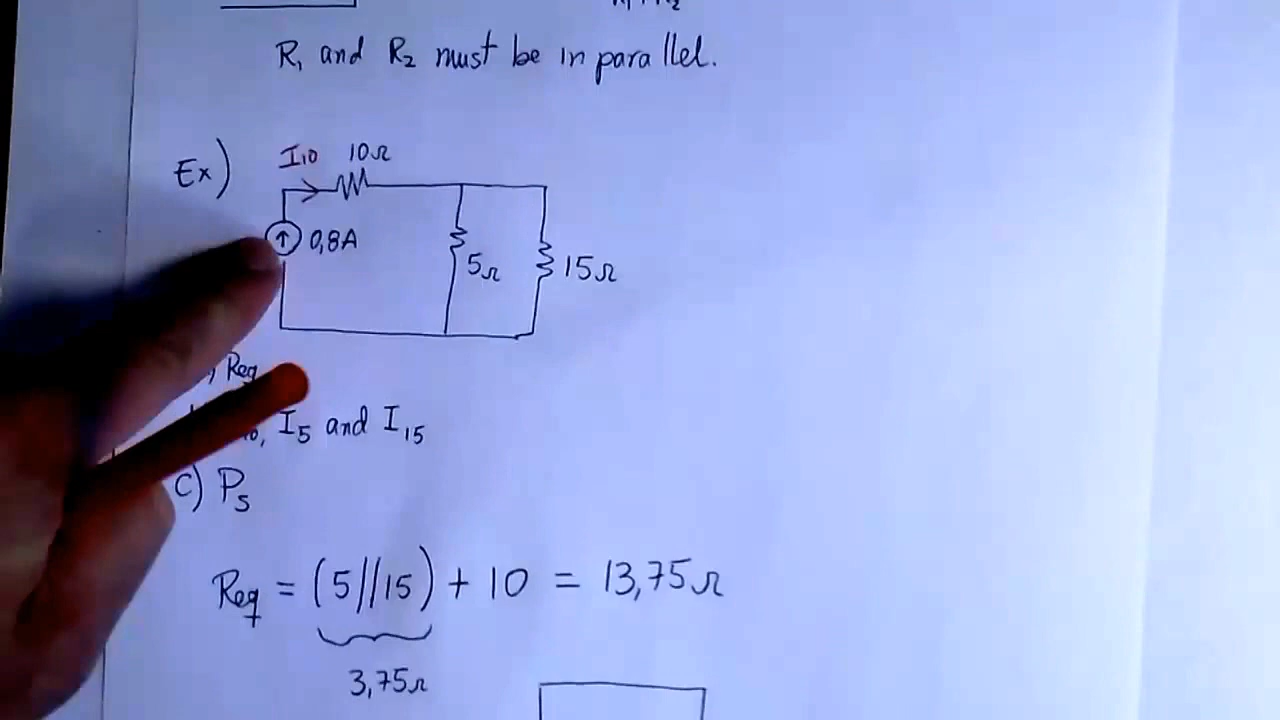 R₁ and R₂ must be in parallel.
Ex)
I₁₀ 10Ω
0,8A
5Ω
15Ω
Req
I₅ and I₁₅
C) Pₛ
Req = (5//15) + 10 = 13,75Ω
3,75Ω